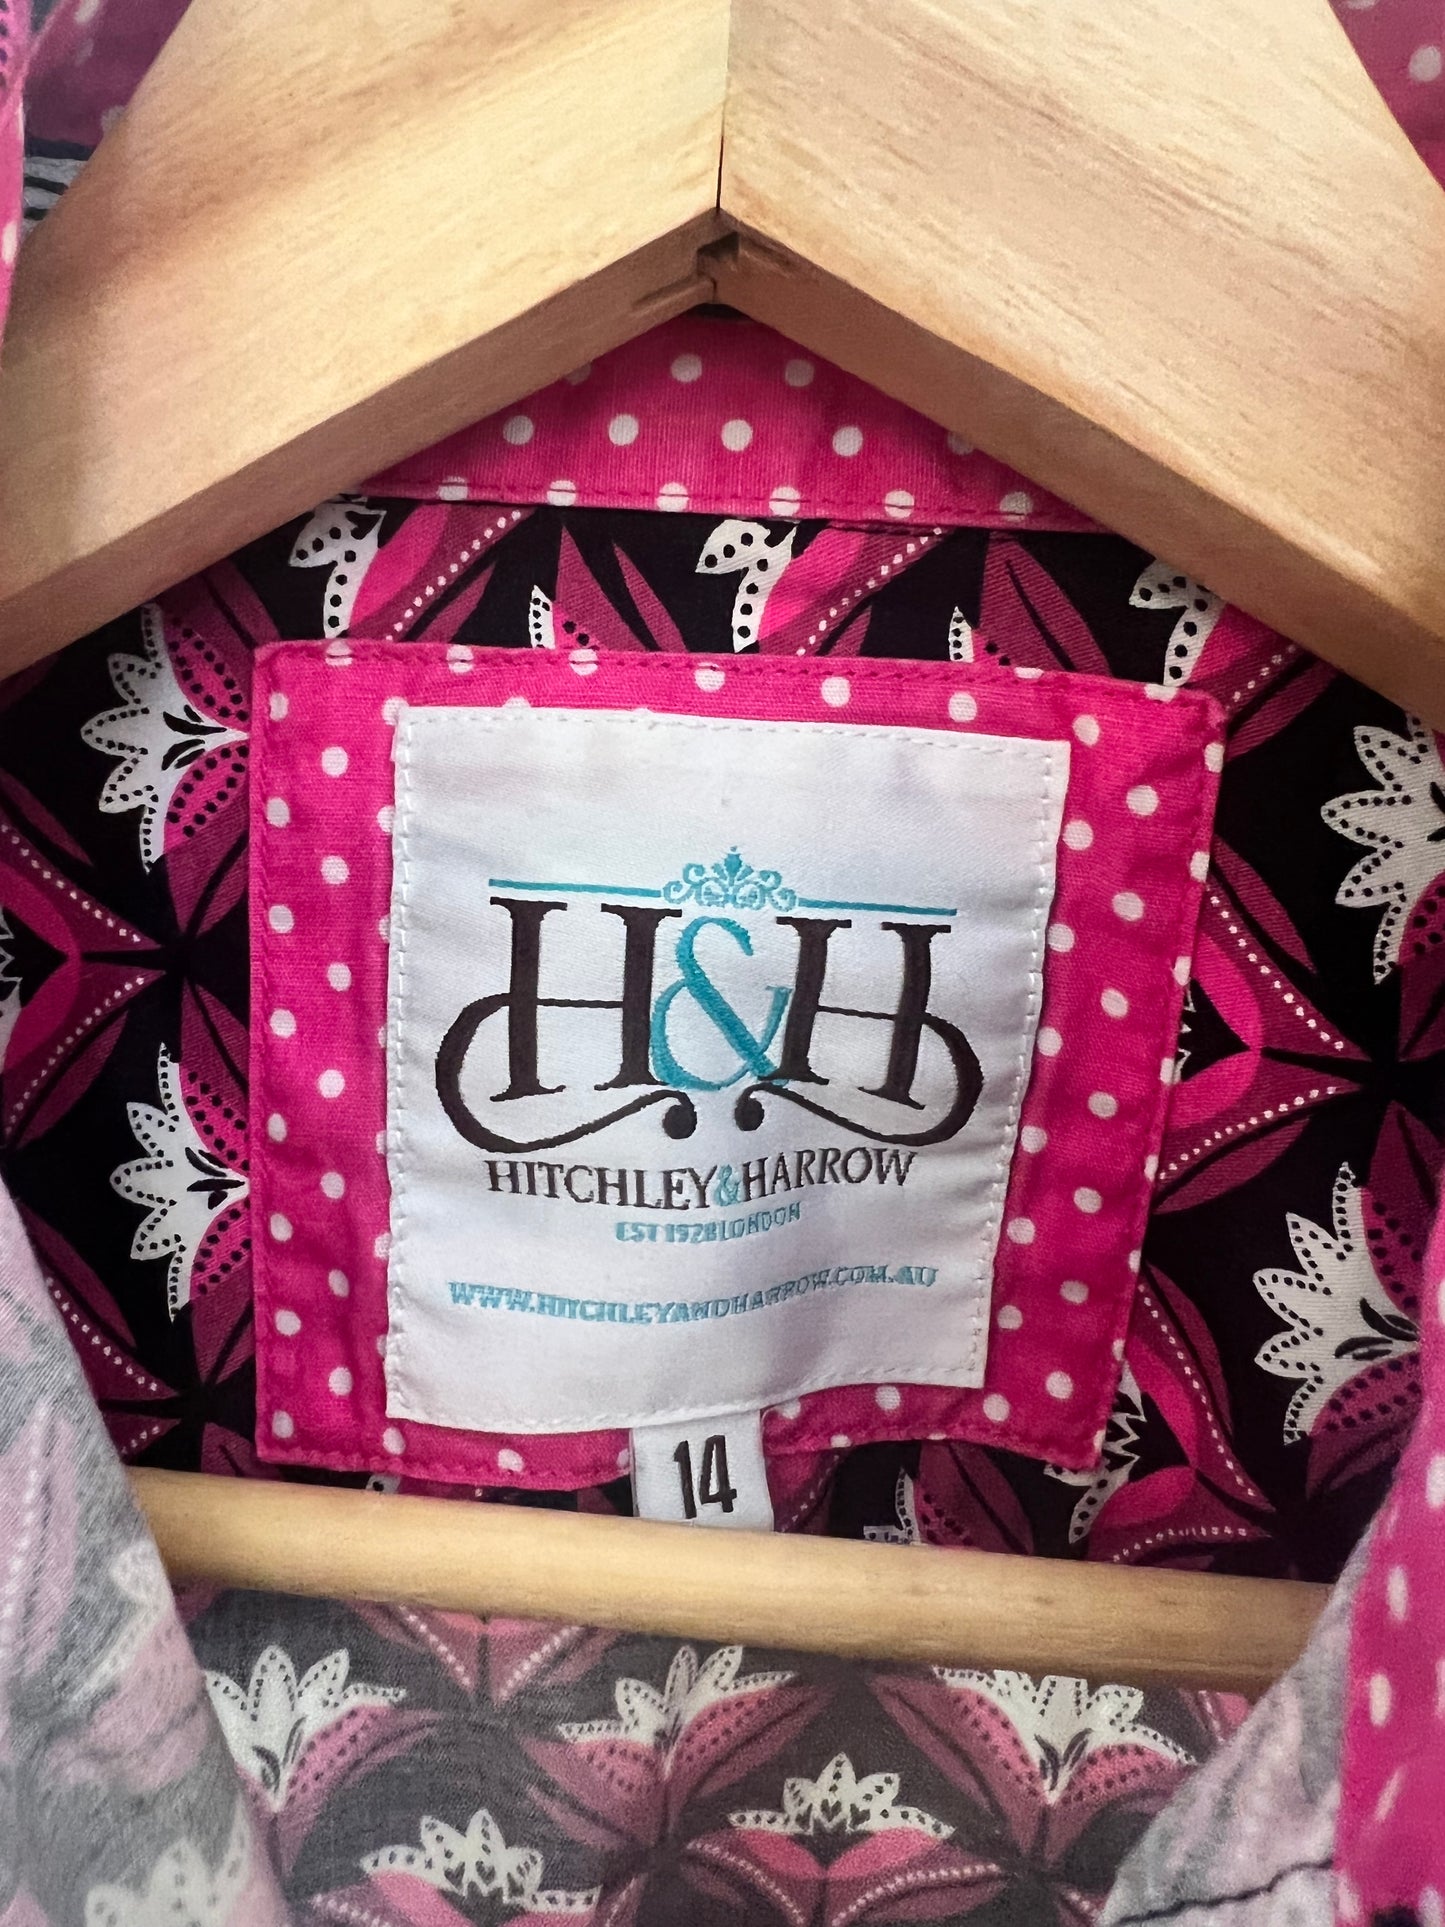 H&H
HITCHLEY&HARROW
EST 1928 LONDON
WWW.HITCHLEYANDHARROW.COM.AU
14